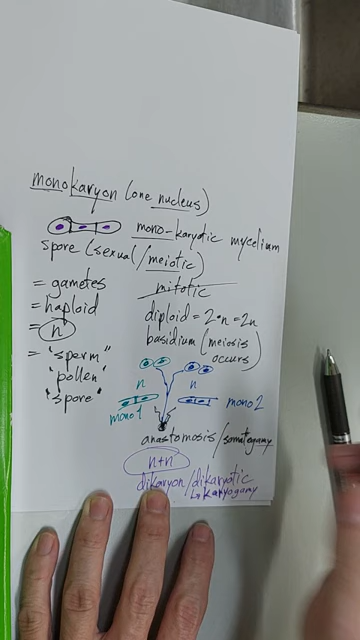 monokaryon (one nucleus)
mono-karyotic mycelium
spore (sexual/meiotic)
mitotic
= gametes
= haploid
= n
= "sperm"
"pollen"
"spore"
diploid = 2·n = 2n
basidium (meiosis
occurs)
n
n
mono 1
mono 2
anastomosis/somatogamy
n+n
dikaryon/dikaryotic
karyogamy